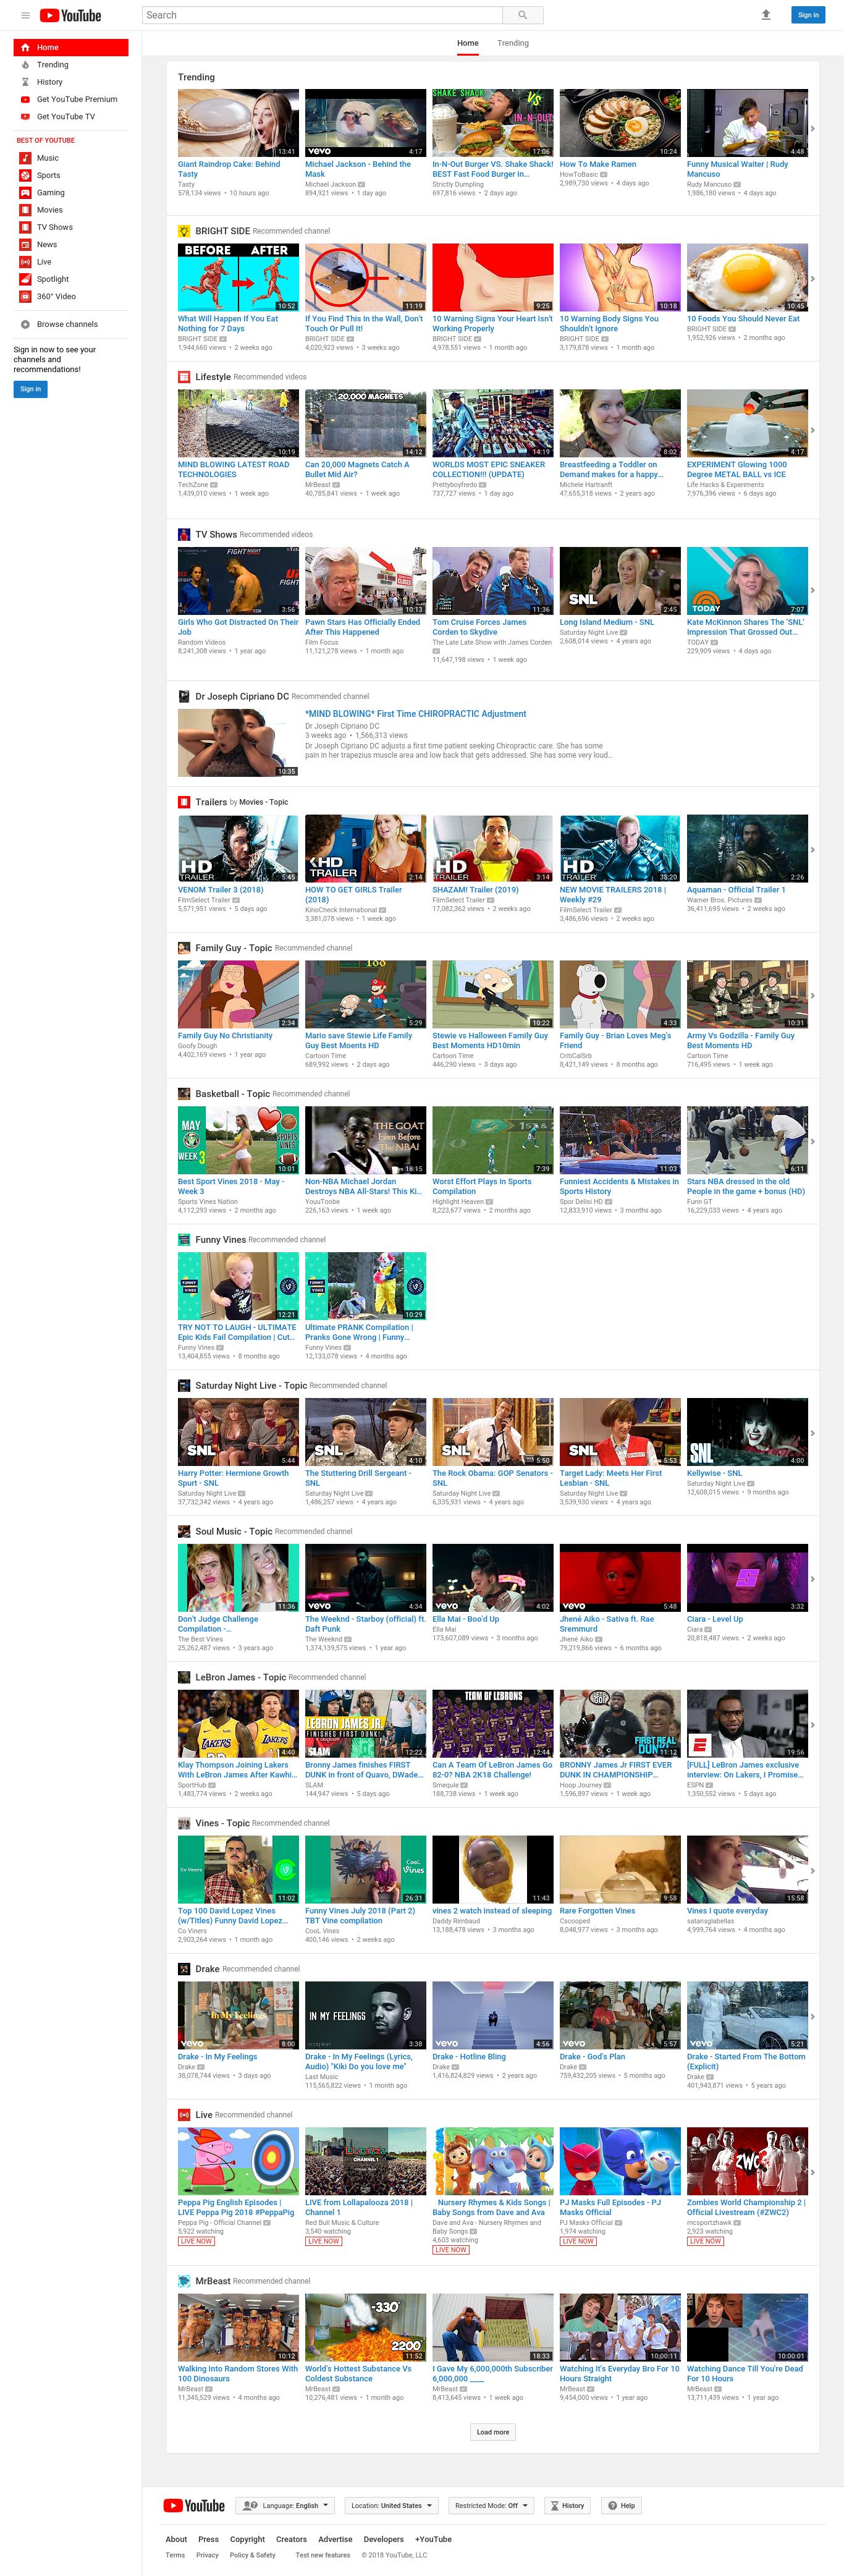 YouTube
Search
Sign in
Home
Trending
Home
Trending
History
Get YouTube Premium
Get YouTube TV
BEST OF YOUTUBE
Music
Sports
Gaming
Movies
TV Shows
News
Live
Spotlight
360° Video
Browse channels
Sign in now to see your
channels and
recommendations!
Sign in
Trending
13:41
Giant Raindrop Cake: Behind
Tasty
Tasty
578,134 views • 10 hours ago
vevo
4:17
Michael Jackson - Behind the
Mask
Michael Jackson
894,921 views • 1 day ago
SHAKE SHACK
VS
IN-N-OUT
17:06
In-N-Out Burger VS. Shake Shack!
BEST Fast Food Burger in...
Strictly Dumpling
697,816 views • 2 days ago
10:24
How To Make Ramen
HowToBasic
2,989,730 views • 4 days ago
4:48
Funny Musical Waiter | Rudy
Mancuso
Rudy Mancuso
1,986,180 views • 4 days ago
BRIGHT SIDE Recommended channel
BEFORE AFTER
10:52
What Will Happen If You Eat
Nothing for 7 Days
BRIGHT SIDE
1,944,660 views • 2 weeks ago
11:19
If You Find This In the Wall, Don't
Touch Or Pull It!
BRIGHT SIDE
4,020,923 views • 3 weeks ago
9:25
10 Warning Signs Your Heart Isn't
Working Properly
BRIGHT SIDE
4,978,551 views • 1 month ago
10:18
10 Warning Body Signs You
Shouldn't Ignore
BRIGHT SIDE
3,179,878 views • 1 month ago
10:45
10 Foods You Should Never Eat
BRIGHT SIDE
1,952,926 views • 2 months ago
Lifestyle Recommended videos
10:19
MIND BLOWING LATEST ROAD
TECHNOLOGIES
TechZone
1,439,010 views • 1 week ago
20,000 MAGNETS
14:12
Can 20,000 Magnets Catch A
Bullet Mid Air?
MrBeast
40,785,841 views • 1 week ago
14:19
WORLDS MOST EPIC SNEAKER
COLLECTION!!! (UPDATE)
Prettyboyfredo
737,727 views • 1 day ago
8:02
Breastfeeding a Toddler on
Demand makes for a happy...
Michele Hartranft
47,655,318 views • 2 years ago
4:17
EXPERIMENT Glowing 1000
Degree METAL BALL vs ICE
Life Hacks & Experiments
7,976,396 views • 6 days ago
TV Shows Recommended videos
FIGHT NIGHT
3:56
Girls Who Got Distracted On Their
Job
Random Videos
8,241,308 views • 1 year ago
CLOSED
10:13
Pawn Stars Has Officially Ended
After This Happened
Film Focus
11,121,278 views • 1 month ago
11:36
Tom Cruise Forces James
Corden to Skydive
The Late Late Show with James Corden
11,647,198 views • 1 week ago
SNL
2:45
Long Island Medium - SNL
Saturday Night Live
2,608,014 views • 4 years ago
TODAY
7:07
Kate McKinnon Shares The 'SNL'
Impression That Grossed Out...
TODAY
229,909 views • 4 days ago
Dr Joseph Cipriano DC Recommended channel
10:35
*MIND BLOWING* First Time CHIROPRACTIC Adjustment
Dr Joseph Cipriano DC
3 weeks ago • 1,566,313 views
Dr Joseph Cipriano DC adjusts a first time patient seeking Chiropractic care. She has some
pain in her trapezius muscle area and low back that gets addressed. She has some very loud...
Trailers by Movies - Topic
HD
TRAILER
5:45
VENOM Trailer 3 (2018)
FilmSelect Trailer
5,571,951 views • 5 days ago
HD
TRAILER
2:14
HOW TO GET GIRLS Trailer
(2018)
KinoCheck International
3,381,078 views • 1 week ago
HD
TRAILER
3:14
SHAZAM! Trailer (2019)
FilmSelect Trailer
17,082,362 views • 2 weeks ago
HD
TRAILER
38:20
NEW MOVIE TRAILERS 2018 |
Weekly #29
FilmSelect Trailer
3,486,696 views • 2 weeks ago
2:26
Aquaman - Official Trailer 1
Warner Bros. Pictures
36,411,695 views • 2 weeks ago
Family Guy - Topic Recommended channel
2:34
Family Guy No Christianity
Goofy Dough
4,402,169 views • 1 year ago
5:29
Mario save Stewie Life Family
Guy Best Moents HD
Cartoon Time
689,992 views • 2 days ago
10:22
Stewie vs Halloween Family Guy
Best Moments HD10min
Cartoon Time
446,290 views • 3 days ago
4:33
Family Guy - Brian Loves Meg's
Friend
CritiCalSrb
8,421,149 views • 8 months ago
10:31
Army Vs Godzilla - Family Guy
Best Moments HD
Cartoon Time
716,495 views • 1 week ago
Basketball - Topic Recommended channel
MAY
WEEK 3
SPORTS
VINES
10:01
Best Sport Vines 2018 - May -
Week 3
Sports Vines Nation
4,112,293 views • 2 months ago
THE GOAT
Even Before
The NBA!
18:15
Non-NBA Michael Jordan
Destroys NBA All-Stars! This Ki...
YouuToobe
226,163 views • 1 week ago
7:39
Worst Effort Plays in Sports
Compilation
Highlight Heaven
8,223,677 views • 2 months ago
11:03
Funniest Accidents & Mistakes in
Sports History
Spor Delisi HD
12,833,910 views • 3 months ago
6:11
Stars NBA dressed in the old
People in the game + bonus (HD)
Funn GT
16,229,033 views • 4 years ago
Funny Vines Recommended channel
FUNNY
VINES
12:21
TRY NOT TO LAUGH - ULTIMATE
Epic Kids Fail Compilation | Cut...
Funny Vines
13,404,855 views • 8 months ago
FUNNY
VINES
10:29
Ultimate PRANK Compilation |
Pranks Gone Wrong | Funny...
Funny Vines
12,133,078 views • 4 months ago
Saturday Night Live - Topic Recommended channel
SNL
5:44
Harry Potter: Hermione Growth
Spurt - SNL
Saturday Night Live
37,732,342 views • 4 years ago
SNL
4:10
The Stuttering Drill Sergeant -
SNL
Saturday Night Live
1,486,257 views • 4 years ago
SNL
5:50
The Rock Obama: GOP Senators -
SNL
Saturday Night Live
6,335,931 views • 4 years ago
SNL
5:53
Target Lady: Meets Her First
Lesbian - SNL
Saturday Night Live
3,539,930 views • 4 years ago
SNL
4:00
Kellywise - SNL
Saturday Night Live
12,608,015 views • 9 months ago
Soul Music - Topic Recommended channel
11:36
Don't Judge Challenge
Compilation -...
The Best Vines
25,262,487 views • 3 years ago
vevo
4:34
The Weeknd - Starboy (official) ft.
Daft Punk
The Weeknd
1,374,139,575 views • 1 year ago
vevo
4:02
Ella Mai - Boo'd Up
Ella Mai
173,607,089 views • 3 months ago
vevo
5:48
Jhené Aiko - Sativa ft. Rae
Sremmurd
Jhené Aiko
79,219,866 views • 6 months ago
3:32
Ciara - Level Up
Ciara
20,818,487 views • 2 weeks ago
LeBron James - Topic Recommended channel
LAKERS
LAKERS
4:40
Klay Thompson Joining Lakers
With LeBron James After Kawhi...
SportHub
1,483,774 views • 2 weeks ago
LEBRON JAMES JR.
FINISHES FIRST DUNK!
SLAM
12:22
Bronny James finishes FIRST
DUNK in front of Quavo, DWade...
SLAM
144,947 views • 5 days ago
TEAM OF LEBRONS
12:44
Can A Team Of LeBron James Go
82-0? NBA 2K18 Challenge!
Smequle
188,738 views • 1 week ago
FIRST REAL
DUNK
11:12
BRONNY James Jr FIRST EVER
DUNK IN CHAMPIONSHIP...
Hoop Journey
1,596,897 views • 1 week ago
19:56
[FULL] LeBron James exclusive
interview: On Lakers, I Promise...
ESPN
1,350,552 views • 5 days ago
Vines - Topic Recommended channel
Co Viners
11:02
Top 100 David Lopez Vines
(w/Titles) Funny David Lopez...
Co Viners
2,903,264 views • 1 month ago
CooL
Vines
26:31
Funny Vines July 2018 (Part 2)
TBT Vine compilation
CooL Vines
400,146 views • 2 weeks ago
11:43
vines 2 watch instead of sleeping
Daddy Rimbaud
13,188,478 views • 3 months ago
9:58
Rare Forgotten Vines
Cscooped
8,048,977 views • 3 months ago
15:58
Vines I quote everyday
satansglabellas
4,999,764 views • 4 months ago
Drake Recommended channel
In My Feelings
vevo
8:00
Drake - In My Feelings
Drake
38,078,744 views • 3 days ago
IN MY FEELINGS
3:38
Drake - In My Feelings (Lyrics,
Audio) "Kiki Do you love me"
Last Music
115,565,822 views • 1 month ago
vevo
4:56
Drake - Hotline Bling
Drake
1,416,824,829 views • 2 years ago
vevo
5:57
Drake - God's Plan
Drake
759,432,205 views • 5 months ago
vevo
5:21
Drake - Started From The Bottom
(Explicit)
Drake
401,943,871 views • 5 years ago
Live Recommended channel
Peppa Pig English Episodes |
LIVE Peppa Pig 2018 #PeppaPig
Peppa Pig - Official Channel
5,922 watching
LIVE NOW
CHANNEL 1
LIVE from Lollapalooza 2018 |
Channel 1
Red Bull Music & Culture
3,540 watching
LIVE NOW
Nursery Rhymes & Kids Songs |
Baby Songs from Dave and Ava
Dave and Ava - Nursery Rhymes and
Baby Songs
4,603 watching
LIVE NOW
PJ Masks Full Episodes - PJ
Masks Official
PJ Masks Official
1,974 watching
LIVE NOW
ZWC
Zombies World Championship 2 |
Official Livestream (#ZWC2)
mcsportzhawk
2,923 watching
LIVE NOW
MrBeast Recommended channel
10:12
Walking Into Random Stores With
100 Dinosaurs
MrBeast
11,345,529 views • 4 months ago
-330°
2200°
11:52
World's Hottest Substance Vs
Coldest Substance
MrBeast
10,276,481 views • 1 month ago
18:33
I Gave My 6,000,000th Subscriber
6,000,000 ____
MrBeast
8,413,645 views • 1 week ago
10:00:11
Watching It's Everyday Bro For 10
Hours Straight
MrBeast
9,454,000 views • 1 year ago
10:00:01
Watching Dance Till You're Dead
For 10 Hours
MrBeast
13,711,439 views • 1 year ago
Load more
YouTube
Language: English
Location: United States
Restricted Mode: Off
History
Help
About Press Copyright Creators Advertise Developers +YouTube
Terms Privacy Policy & Safety Test new features © 2018 YouTube, LLC